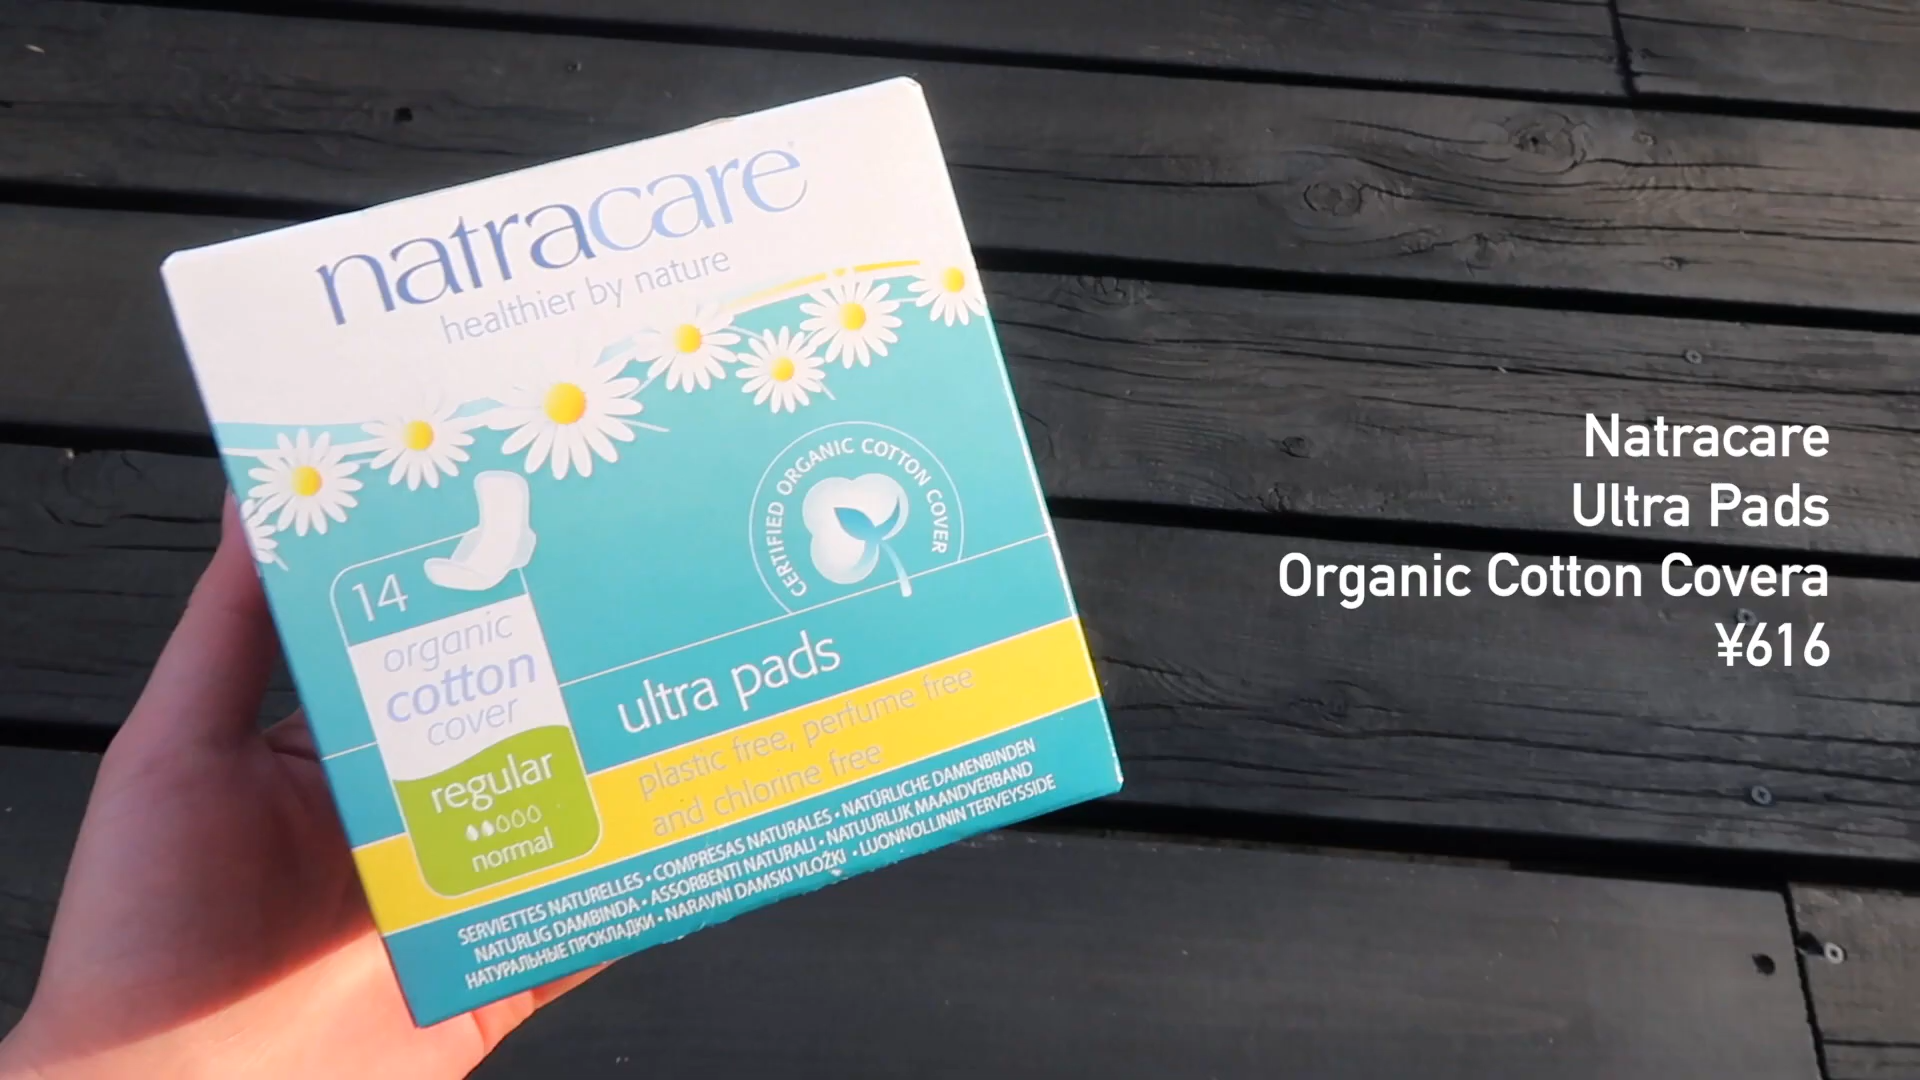 natracare
healthier by nature
CERTIFIED ORGANIC COTTON COVER
14
organic
cotton
cover
regular
normal
ultra pads
plastic free, perfume free
and chlorine free
SERVIETTES NATURELLES • COMPRESAS NATURALES • NATÜRLICHE DAMENBINDEN
NATURLIG DAMBINDA • ASSORBENTI NATURALI • NATUURLIJK MAANDVERBAND
НАТУРАЛЬНЫЕ ПРОКЛАДКИ • NARAVNI DAMSKI VLOŽKI • LUONNOLLININ TERVEYSSIDE
Natracare
Ultra Pads
Organic Cotton Covera
¥616